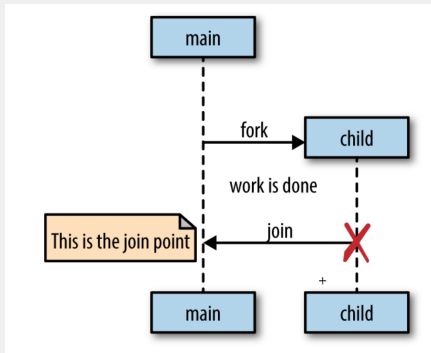 main
fork
child
work is done
join
This is the join point
+
main
child